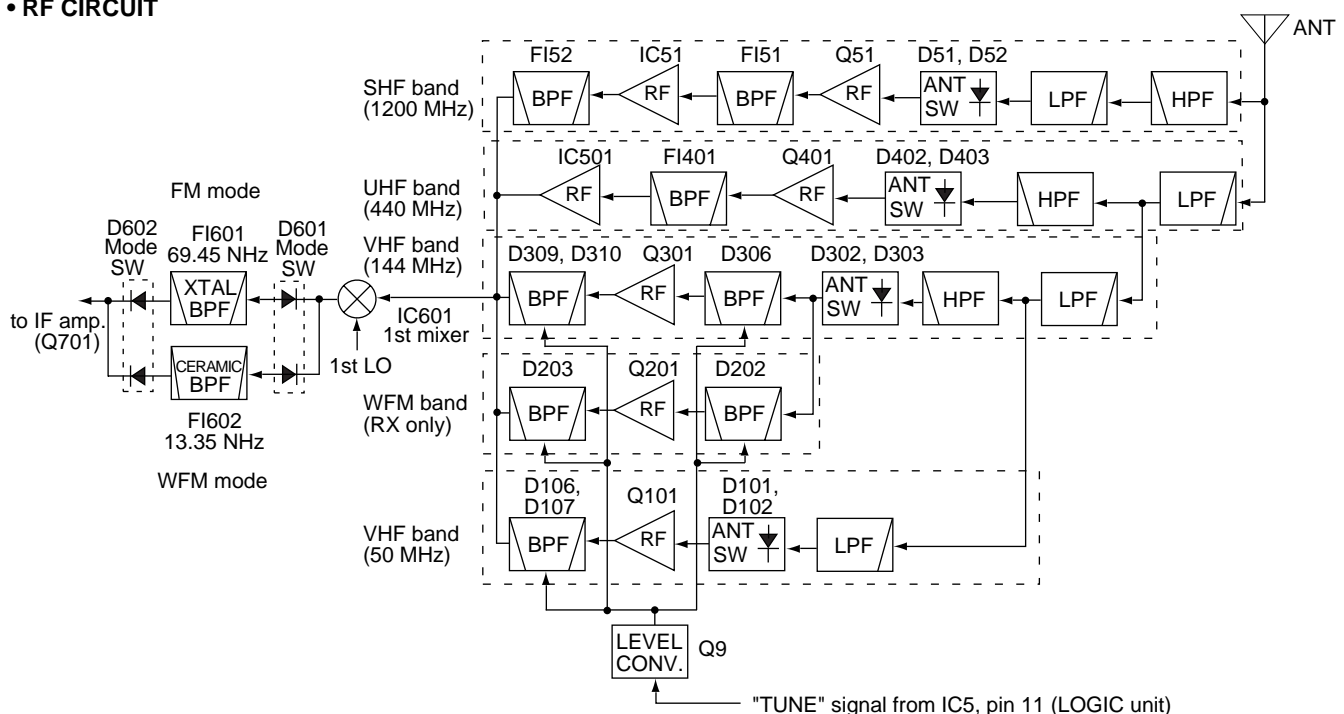 • RF CIRCUIT
ANT
FI52
IC51
FI51
Q51
D51, D52
SHF band
(1200 MHz)
BPF
RF
BPF
RF
ANT
SW
LPF
HPF
IC501
FI401
Q401
D402, D403
UHF band
(440 MHz)
RF
BPF
RF
ANT
SW
HPF
LPF
FM mode
D602
Mode
SW
FI601
69.45 NHz
D601
Mode
SW
VHF band
(144 MHz)
D309, D310
Q301
D306
D302, D303
XTAL
BPF
BPF
RF
BPF
ANT
SW
HPF
LPF
to IF amp.
(Q701)
IC601
1st mixer
1st LO
CERAMIC
BPF
FI602
13.35 NHz
WFM mode
D203
Q201
D202
WFM band
(RX only)
BPF
RF
BPF
D106,
D107
Q101
D101,
D102
VHF band
(50 MHz)
BPF
RF
ANT
SW
LPF
LEVEL
CONV.
Q9
"TUNE" signal from IC5, pin 11 (LOGIC unit)